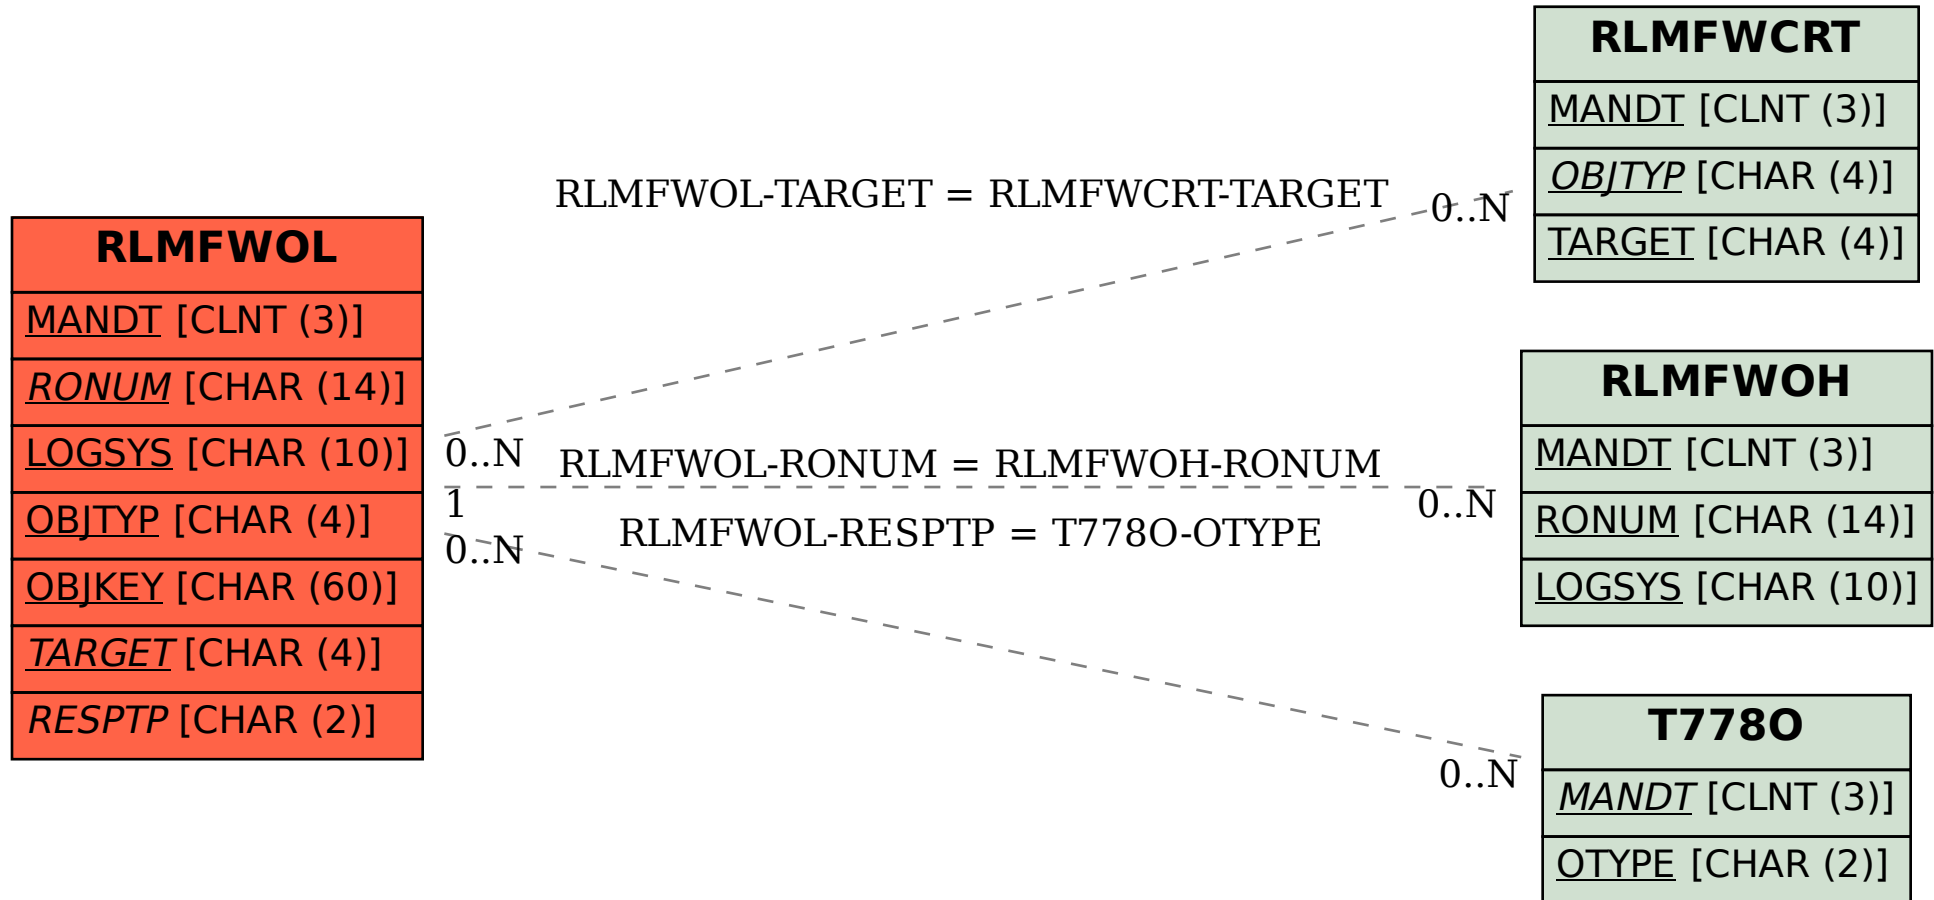 RLMFWOL
MANDT [CLNT (3)]
RONUM [CHAR (14)]
LOGSYS [CHAR (10)]
OBJTYP [CHAR (4)]
OBJKEY [CHAR (60)]
TARGET [CHAR (4)]
RESPTP [CHAR (2)]
RLMFWOL-TARGET = RLMFWCRT-TARGET
0..N
0..N
RLMFWOL-RONUM = RLMFWOH-RONUM
1
0..N
RLMFWOL-RESPTP = T778O-OTYPE
0..N
0..N
RLMFWCRT
MANDT [CLNT (3)]
OBJTYP [CHAR (4)]
TARGET [CHAR (4)]
RLMFWOH
MANDT [CLNT (3)]
RONUM [CHAR (14)]
LOGSYS [CHAR (10)]
T778O
MANDT [CLNT (3)]
OTYPE [CHAR (2)]